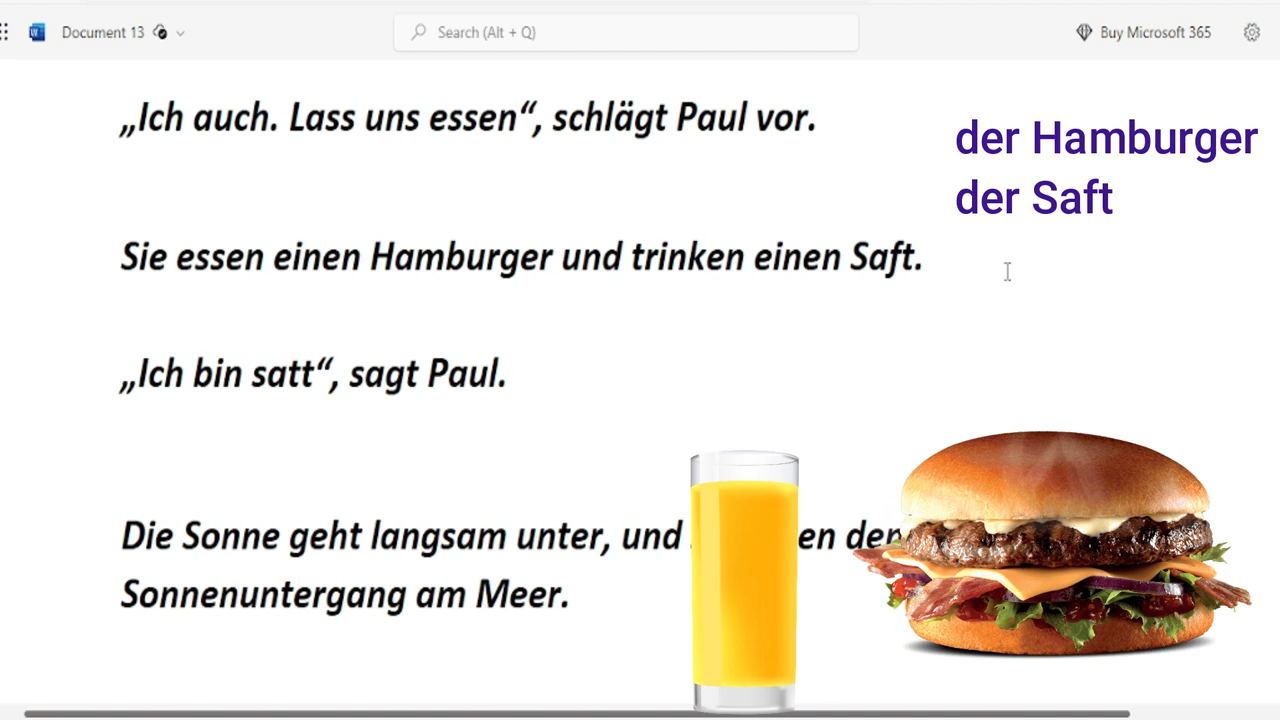 Document 13
Search (Alt + Q)
Buy Microsoft 365
„Ich auch. Lass uns essen“, schlägt Paul vor.
der Hamburger
der Saft
Sie essen einen Hamburger und trinken einen Saft.
„Ich bin satt“, sagt Paul.
Die Sonne geht langsam unter, und
Sonnenuntergang am Meer.